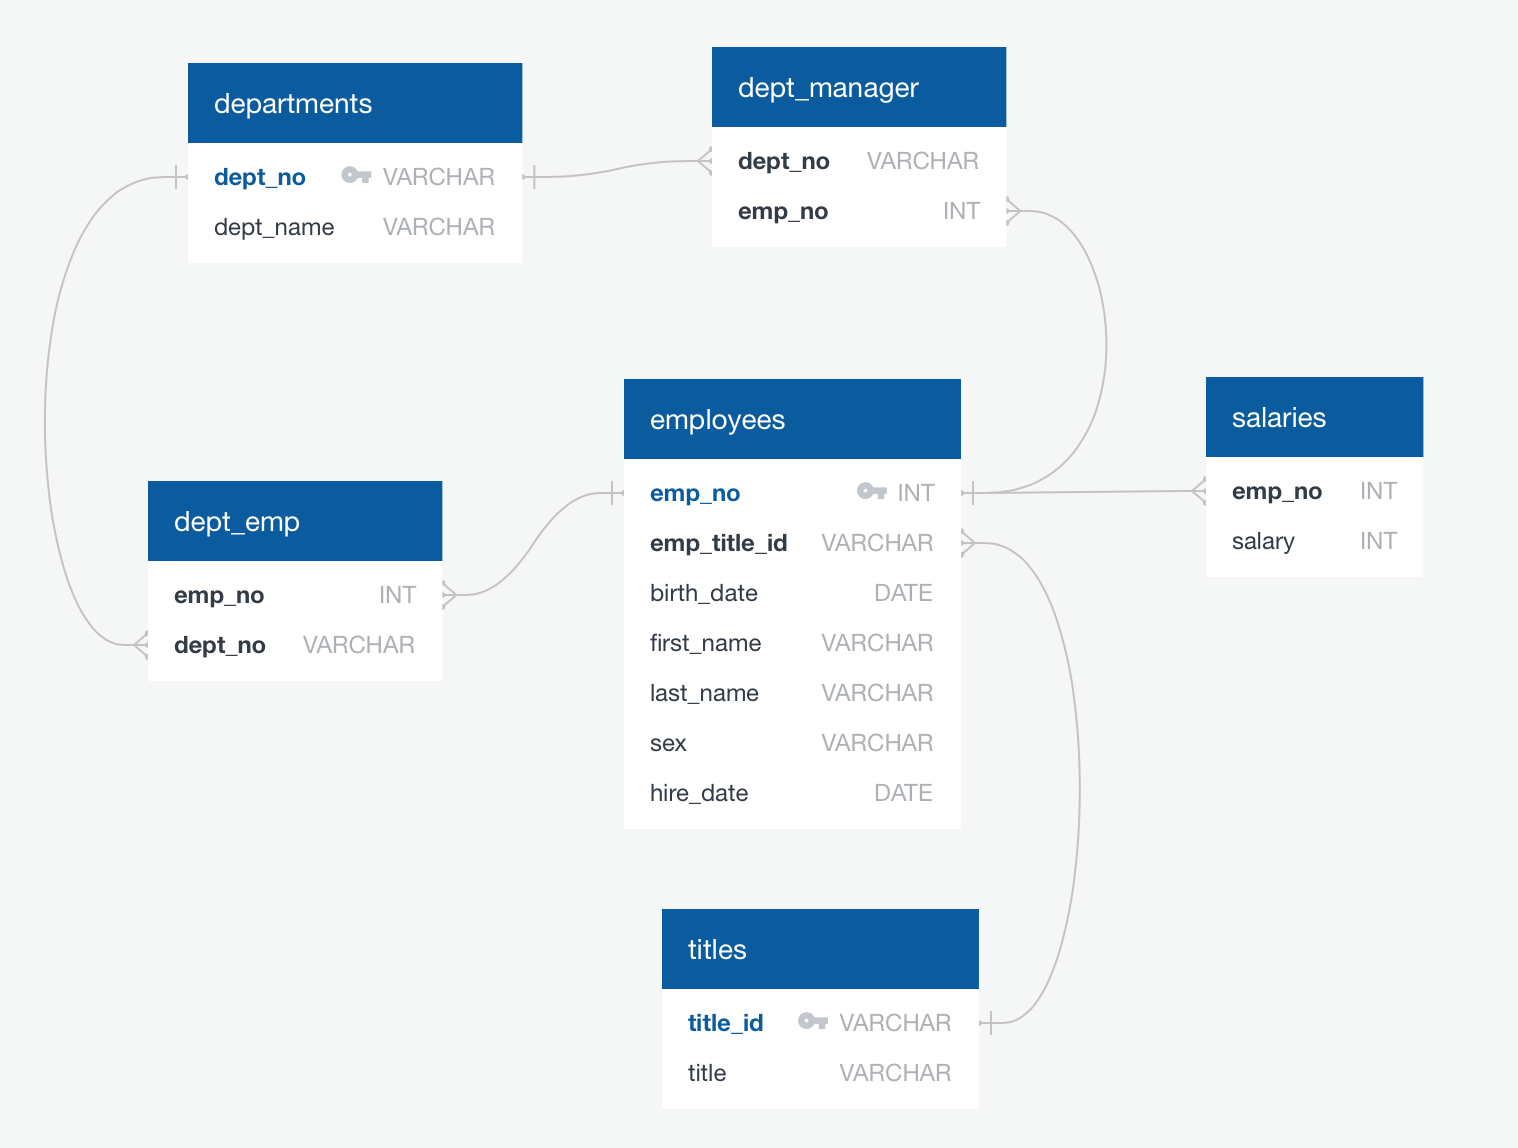 departments
dept_no VARCHAR
dept_name VARCHAR
dept_manager
dept_no VARCHAR
emp_no INT
employees
emp_no INT
emp_title_id VARCHAR
birth_date DATE
first_name VARCHAR
last_name VARCHAR
sex VARCHAR
hire_date DATE
salaries
emp_no INT
salary INT
dept_emp
emp_no INT
dept_no VARCHAR
titles
title_id VARCHAR
title VARCHAR